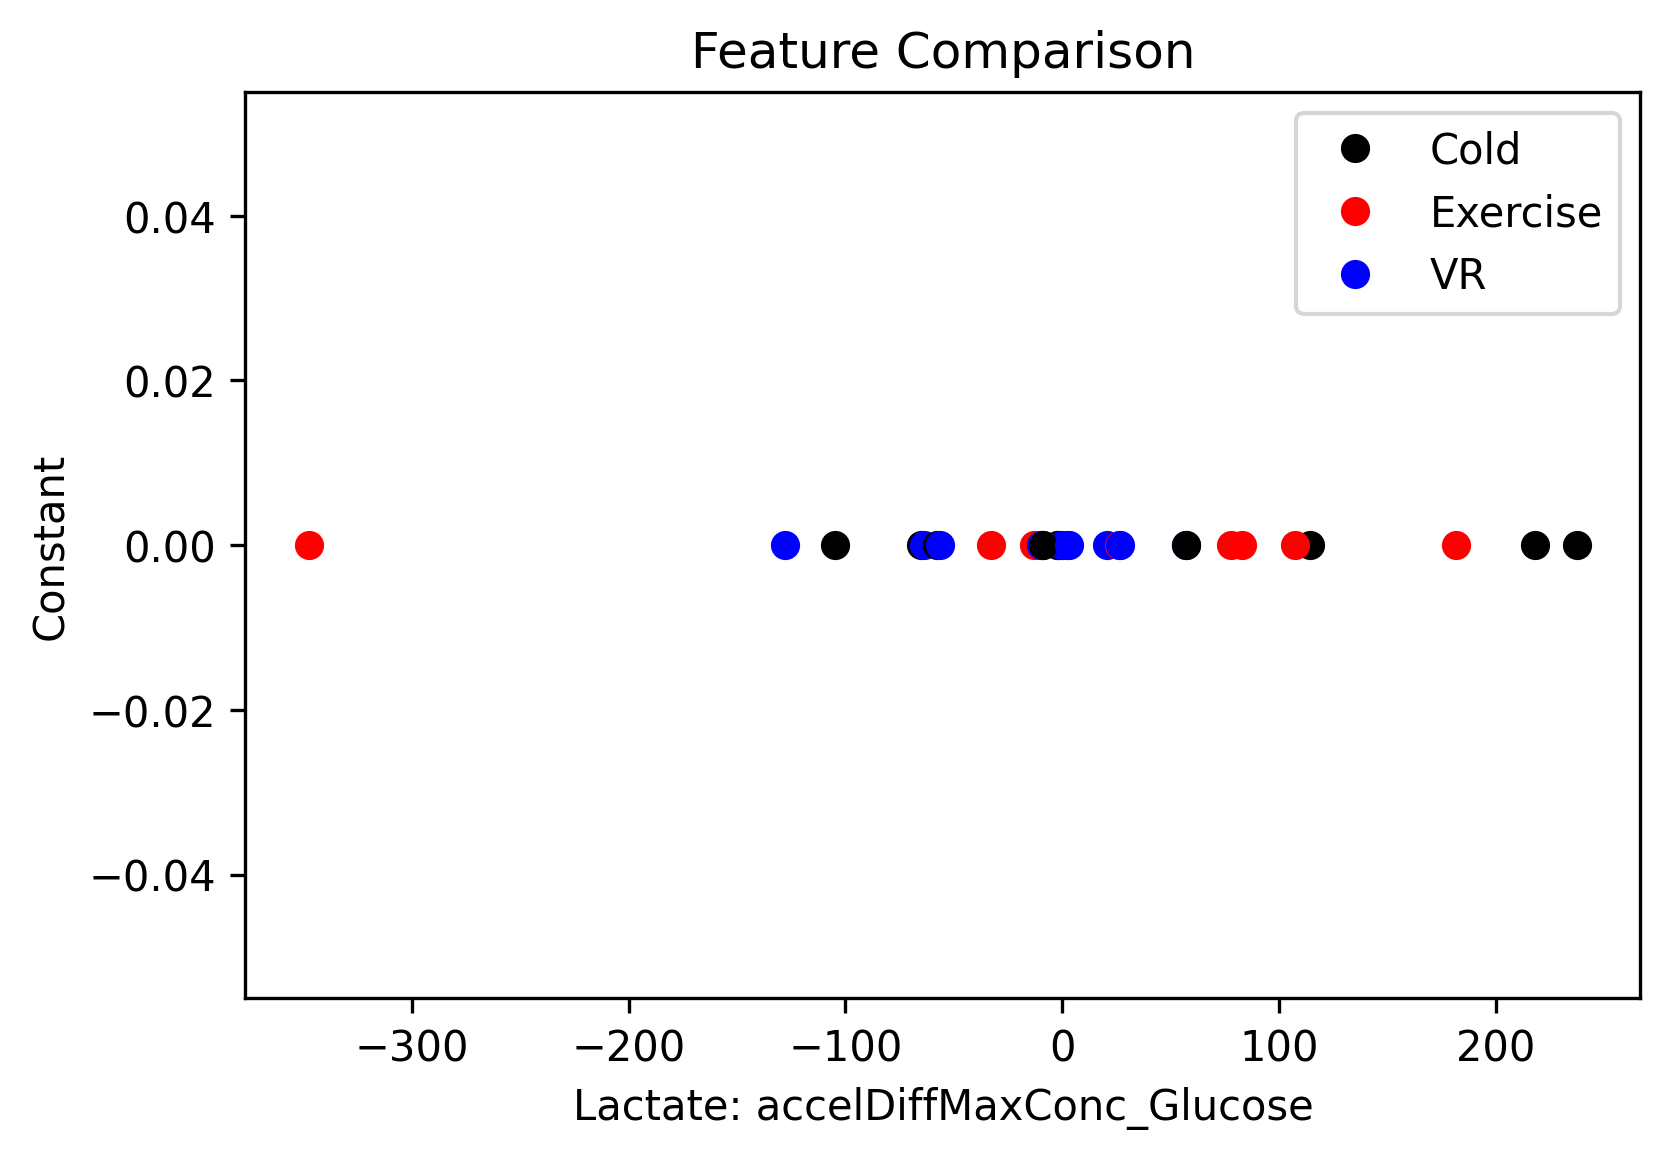 Feature Comparison
Cold
Exercise
VR
Constant
0.04
0.02
0.00
−0.02
−0.04
−300 −200 −100 0 100 200
Lactate: accelDiffMaxConc_Glucose